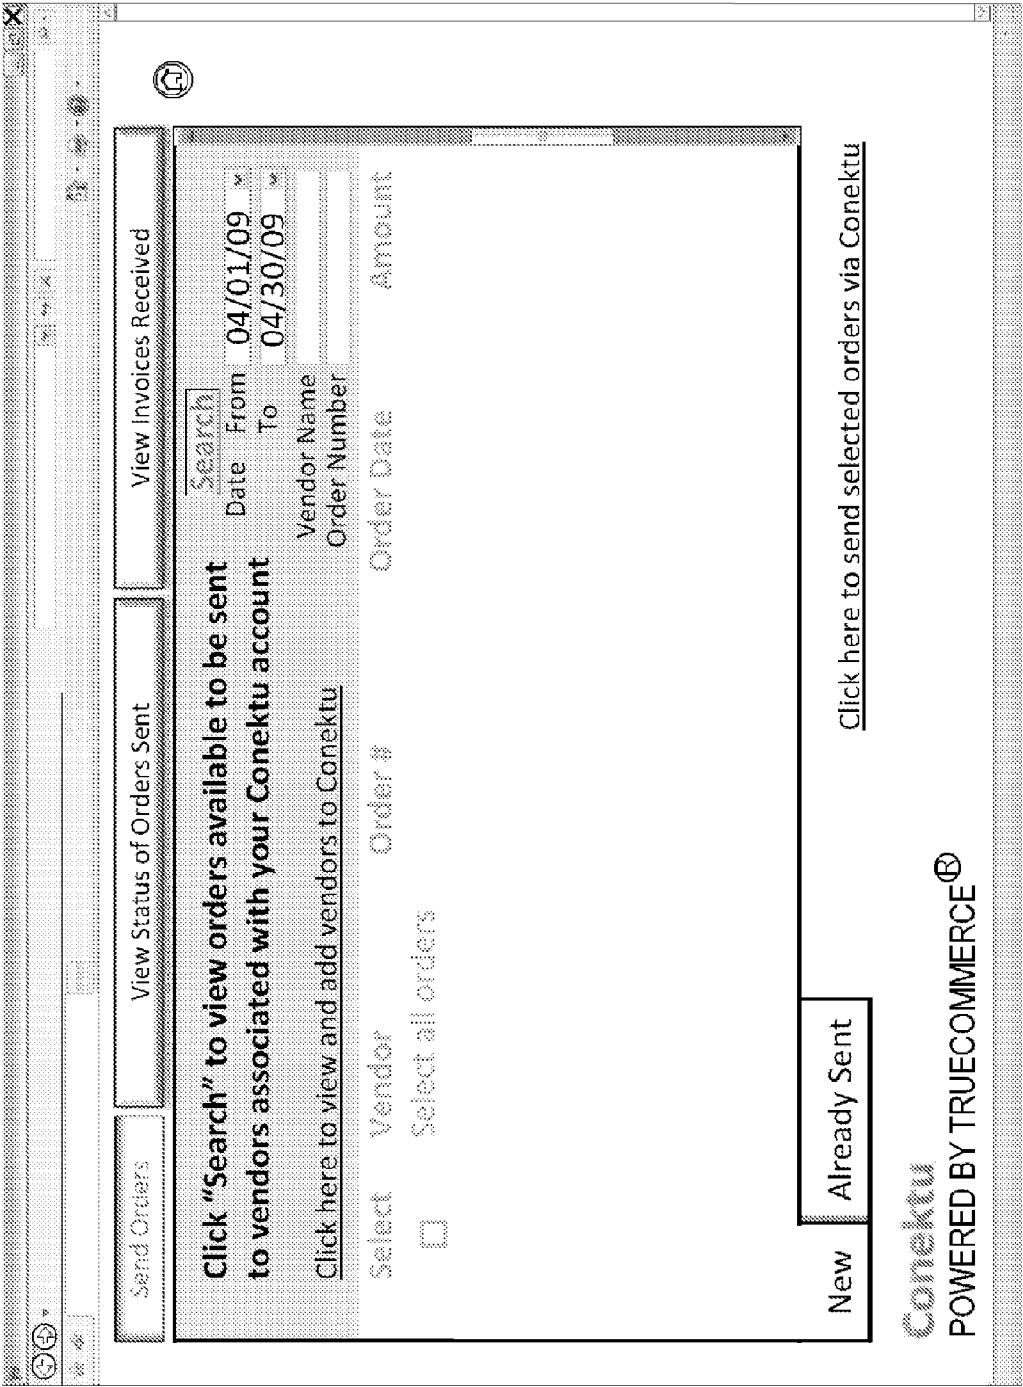 Send Orders
View Status of Orders Sent
View Invoices Received
Click “Search” to view orders available to be sent
to vendors associated with your Conektu account
Click here to view and add vendors to Conektu
Search
Date From 04/01/09
To 04/30/09
Vendor Name
Order Number
Select Vendor Order # Order Date Amount
Select all orders
New
Already Sent
Click here to send selected orders via Conektu
Conektu
POWERED BY TRUECOMMERCE®